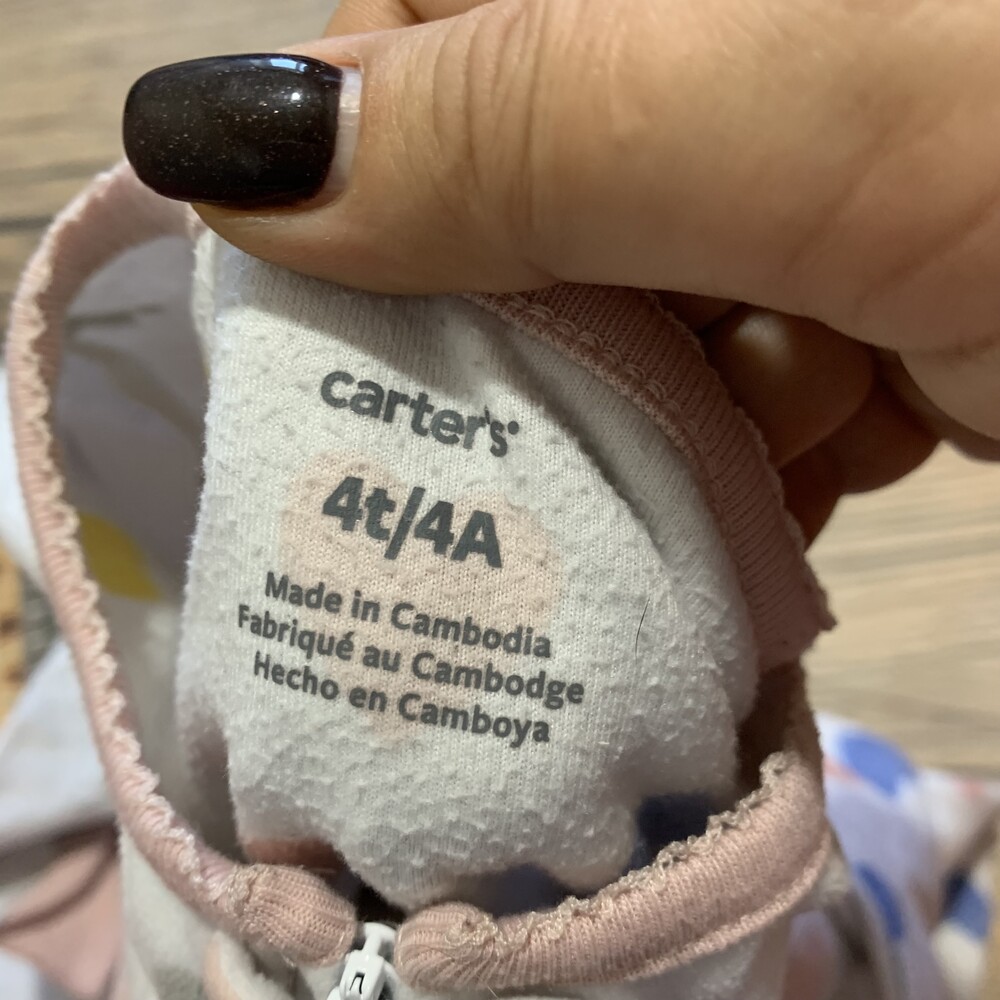 carter's
4t/4A
Made in Cambodia
Fabriqué au Cambodge
Hecho en Camboya